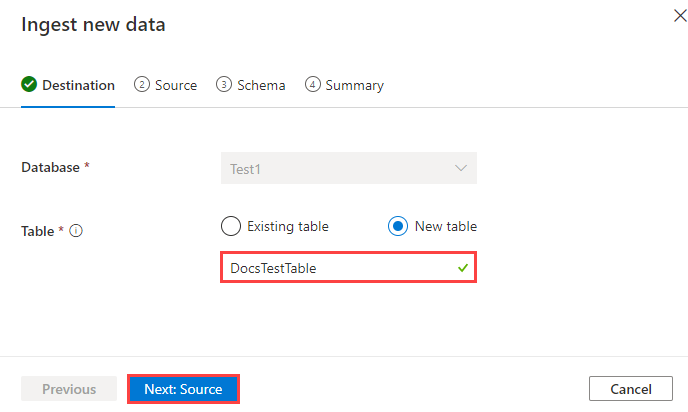 Ingest new data
Destination 2 Source 3 Schema 4 Summary
Database *
Test1
Table *
Existing table
New table
DocsTestTable
Previous
Next: Source
Cancel